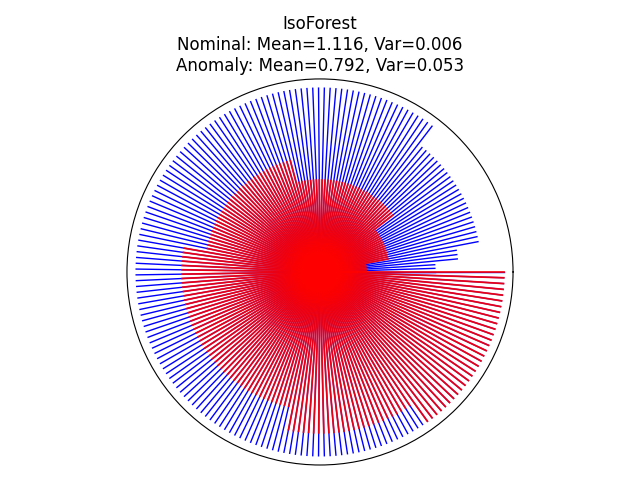 IsoForest
Nominal: Mean=1.116, Var=0.006
Anomaly: Mean=0.792, Var=0.053